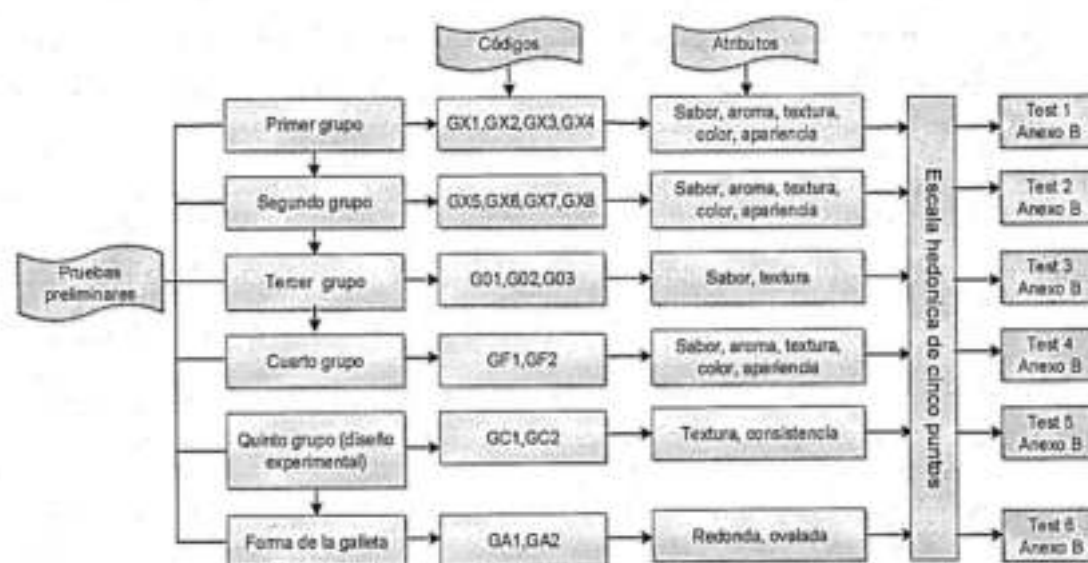 Códigos
Atributos
Primer grupo
GX1,GX2,GX3,GX4
Sabor, aroma, textura,
color, apariencia
Test 1
Anexo B
Segundo grupo
GX5,GX6,GX7,GX8
Sabor, aroma, textura,
color, apariencia
Test 2
Anexo B
Pruebas
preliminares
Tercer grupo
G01,G02,G03
Sabor, textura
Test 3
Anexo B
Cuarto grupo
GF1,GF2
Sabor, aroma, textura,
color, apariencia
Test 4
Anexo B
Quinto grupo (diseño
experimental)
GC1,GC2
Textura, consistencia
Test 5
Anexo B
Forma de la galleta
GA1,GA2
Redonda, ovalada
Test 6
Anexo B
Escala hedonica de cinco puntos